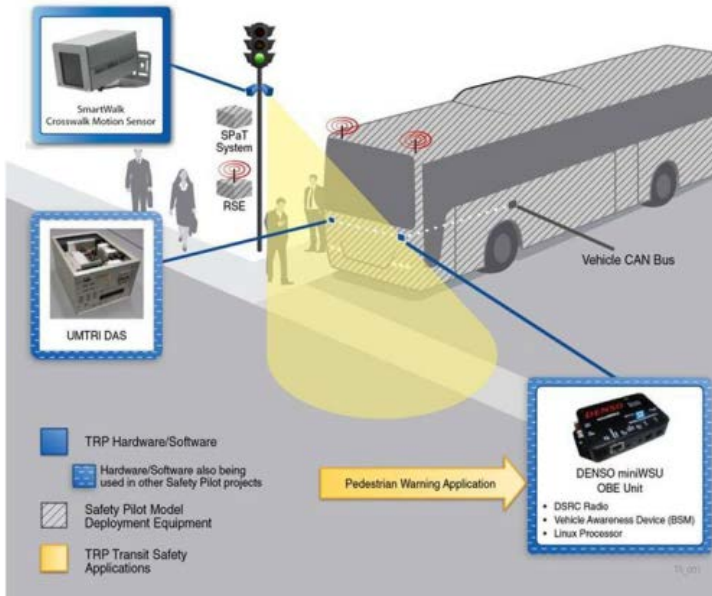 SmartWalk
Crosswalk Motion Sensor
SPaT
System
RSE
Vehicle CAN Bus
UMTRI DAS
DENSO
DENSO miniWSU
OBE Unit
• DSRC Radio
• Vehicle Awareness Device (BSM)
• Linux Processor
Pedestrian Warning Application
TRP Hardware/Software
Hardware/Software also being
used in other Safety Pilot projects
Safety Pilot Model
Deployment Equipment
TRP Transit Safety
Applications